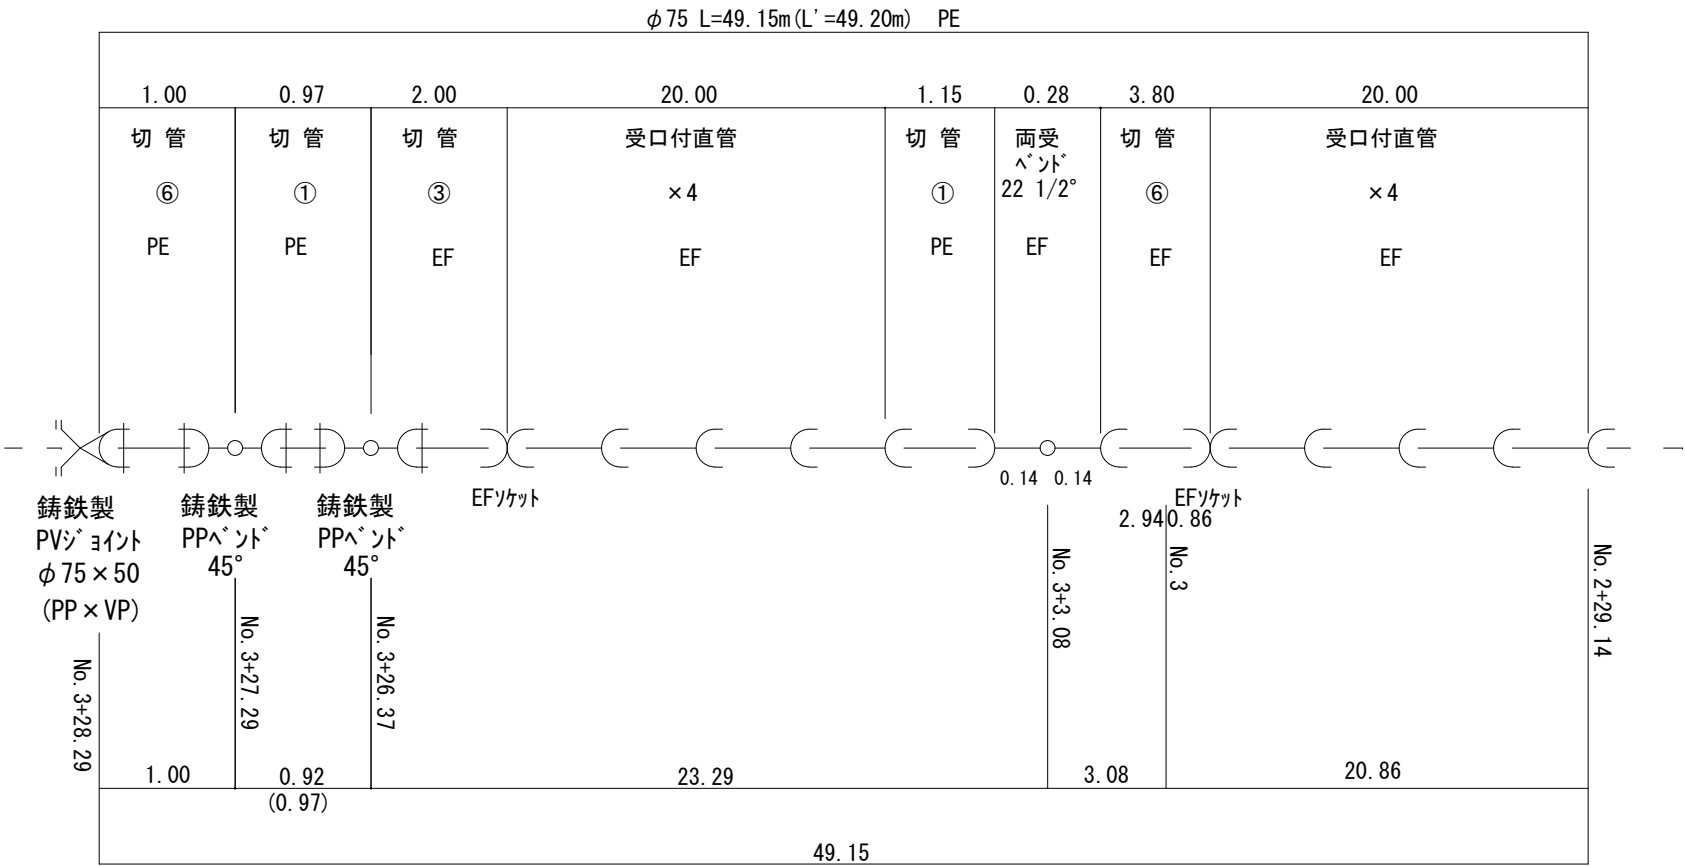 φ75 L=49.15m(L'=49.20m) PE
1.00 0.97 2.00 20.00 1.15 0.28 3.80 20.00
切 管 切 管 切 管 受口付直管 切 管 両受 切 管 受口付直管
ﾍﾞﾝﾄﾞ
⑥ ① ③ ×4 ① 22 1/2° ⑥ ×4
PE PE EF EF PE EF EF EF
0.14 0.14
EFｿｹｯﾄ EFｿｹｯﾄ
鋳鉄製
PVｼﾞｮｲﾝﾄ
φ75×50
(PP×VP)
鋳鉄製
PPﾍﾞﾝﾄﾞ
45°
鋳鉄製
PPﾍﾞﾝﾄﾞ
45°
2.94 0.86
No.3+28.29
No.3+27.29
No.3+26.37
No.3+3.08
No.3
No.2+29.14
1.00 0.92 23.29 3.08 20.86
(0.97)
49.15